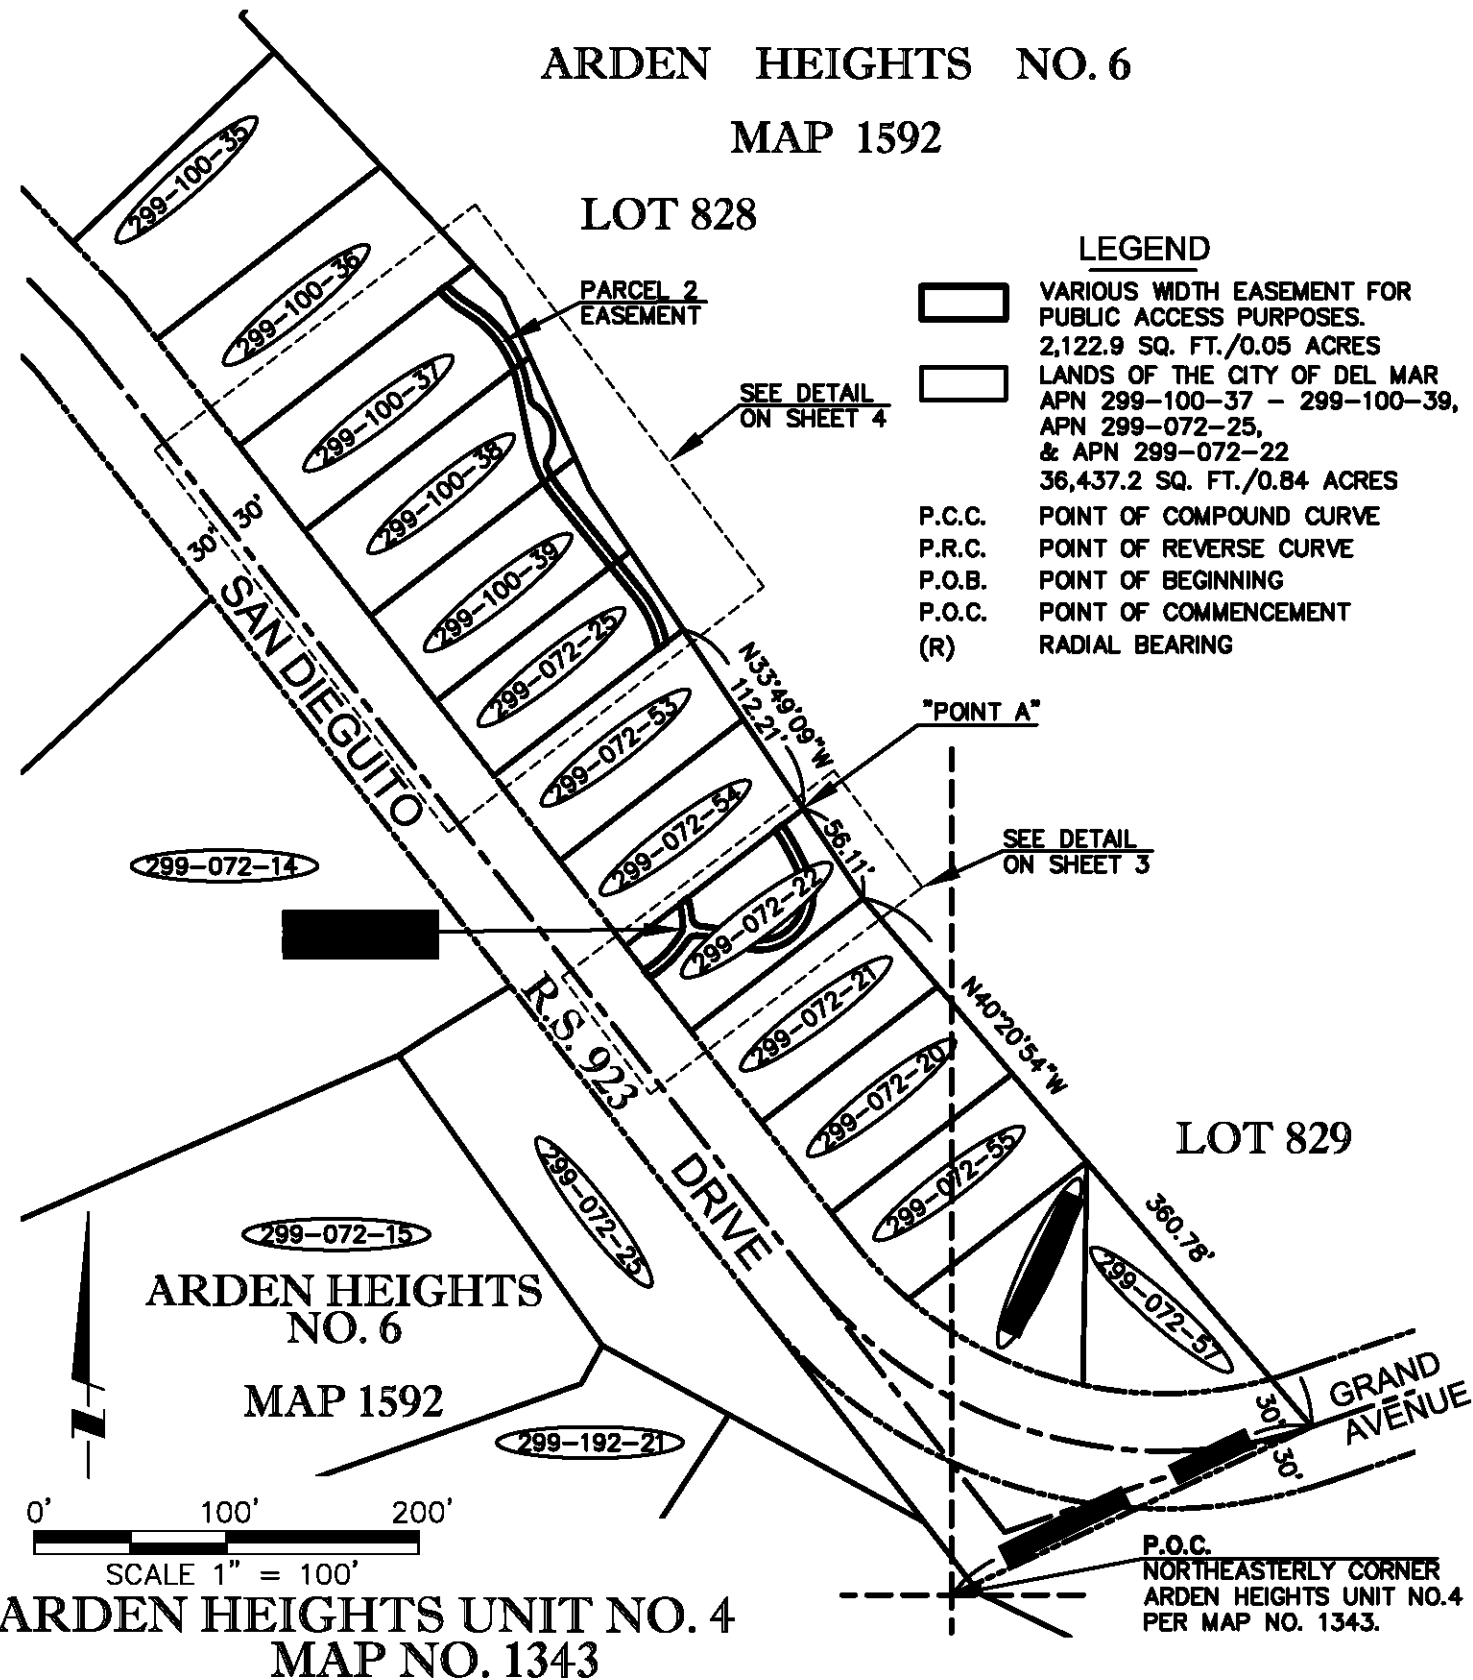 ARDEN HEIGHTS NO. 6
MAP 1592
LOT 828
LEGEND
VARIOUS WIDTH EASEMENT FOR
PUBLIC ACCESS PURPOSES.
2,122.9 SQ. FT./0.05 ACRES
LANDS OF THE CITY OF DEL MAR
APN 299-100-37 - 299-100-39,
APN 299-072-25,
& APN 299-072-22
36,437.2 SQ. FT./0.84 ACRES
P.C.C. POINT OF COMPOUND CURVE
P.R.C. POINT OF REVERSE CURVE
P.O.B. POINT OF BEGINNING
P.O.C. POINT OF COMMENCEMENT
(R) RADIAL BEARING
PARCEL 2
EASEMENT
SEE DETAIL
ON SHEET 4
299-100-35
299-100-36
299-100-37
299-100-38
299-100-39
299-072-25
299-072-53
299-072-54
299-072-22
299-072-21
299-072-20
299-072-55
299-072-57
30'
30'
SAN DIEGUITO
N33°49'09"W
112.21'
"POINT A"
56.11'
SEE DETAIL
ON SHEET 3
299-072-14
R.S. 923
DRIVE
N40°20'54"W
360.78'
LOT 829
299-072-25
299-072-15
ARDEN HEIGHTS
NO. 6
MAP 1592
299-192-21
GRAND
AVENUE
30'
30'
P.O.C.
NORTHEASTERLY CORNER
ARDEN HEIGHTS UNIT NO.4
PER MAP NO. 1343.
0' 100' 200'
SCALE 1" = 100'
ARDEN HEIGHTS UNIT NO. 4
MAP NO. 1343